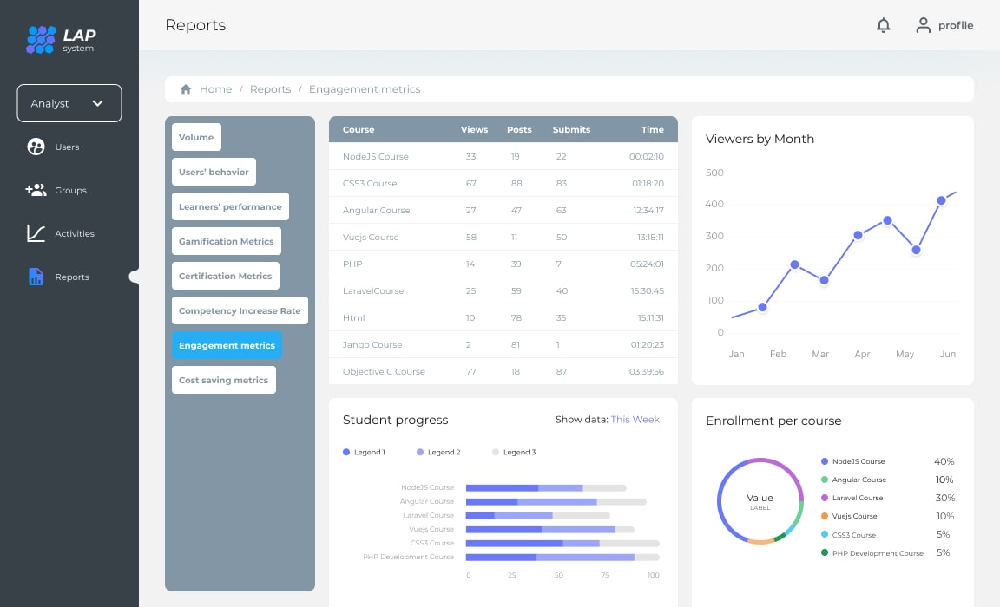 LAP
system
Analyst
Users
Groups
Activities
Reports
Reports
profile
Home / Reports / Engagement metrics
Volume
Users’ behavior
Learners’ performance
Gamification Metrics
Certification Metrics
Competency Increase Rate
Engagement metrics
Cost saving metrics
Course Views Posts Submits Time
NodeJS Course 33 19 22 00:02:10
CSS3 Course 67 88 83 01:18:20
Angular Course 27 47 63 12:34:17
Vuejs Course 58 11 50 13:18:11
PHP 14 39 7 05:24:01
LaravelCourse 25 59 40 15:30:45
Html 10 78 35 15:11:31
Jango Course 2 81 1 01:20:23
Objective C Course 77 18 87 03:39:56
Viewers by Month
500
400
300
200
100
0
Jan Feb Mar Apr May Jun
Student progress
Show data: This Week
Legend 1 Legend 2 Legend 3
NodeJS Course
Angular Course
Laravel Course
Vuejs Course
CSS3 Course
PHP Development Course
0 25 50 75 100
Enrollment per course
Value
LABEL
NodeJS Course 40%
Angular Course 10%
Laravel Course 30%
Vuejs Course 10%
CSS3 Course 5%
PHP Development Course 5%